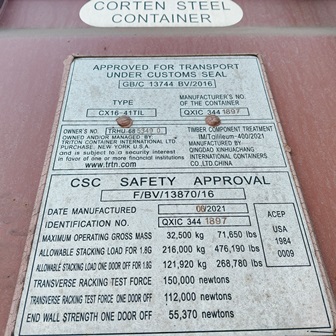 CORTEN STEEL
CONTAINER
APPROVED FOR TRANSPORT
UNDER CUSTOMS SEAL
GB/C 13744 BV/2016
TYPE
MANUFACTURER'S NO.
OF THE CONTAINER
CX16-41TIL
QXIC 344 1897
OWNER'S NO. TRHU
OWNED AND/OR MANAGED BY:
TRITON CONTAINER INTERNATIONAL LTD
PURCHASE, NEW YORK U.S.A.
and is subject to a security interest
in favor of one or more financial institutions
www.trtn.com
TIMBER COMPONENT TREATMENT
MANUFACTURED BY
QINGDAO XINHUACHANG
INTERNATIONAL CONTAINERS
CO.,LTD.CHINA
CSC SAFETY APPROVAL
F/BV/13870/16
DATE MANUFACTURED 08/2021
IDENTIFICATION NO. QXIC 344 1897
MAXIMUM OPERATING GROSS MASS 32,500 kg 71,650 lbs
ALLOWABLE STACKING LOAD FOR 1.8G 216,000 kg 476,190 lbs
ALLOWABLE STACKING LOAD ONE DOOR OFF FOR 1.8G 121,920 kg 268,780 lbs
TRANSVERSE RACKING TEST FORCE 150,000 newtons
TRANSVERSE RACKING TEST FORCE ONE DOOR OFF 112,000 newtons
END WALL STRENGTH ONE DOOR OFF 55,370 newtons
ACEP
USA
1984
0009